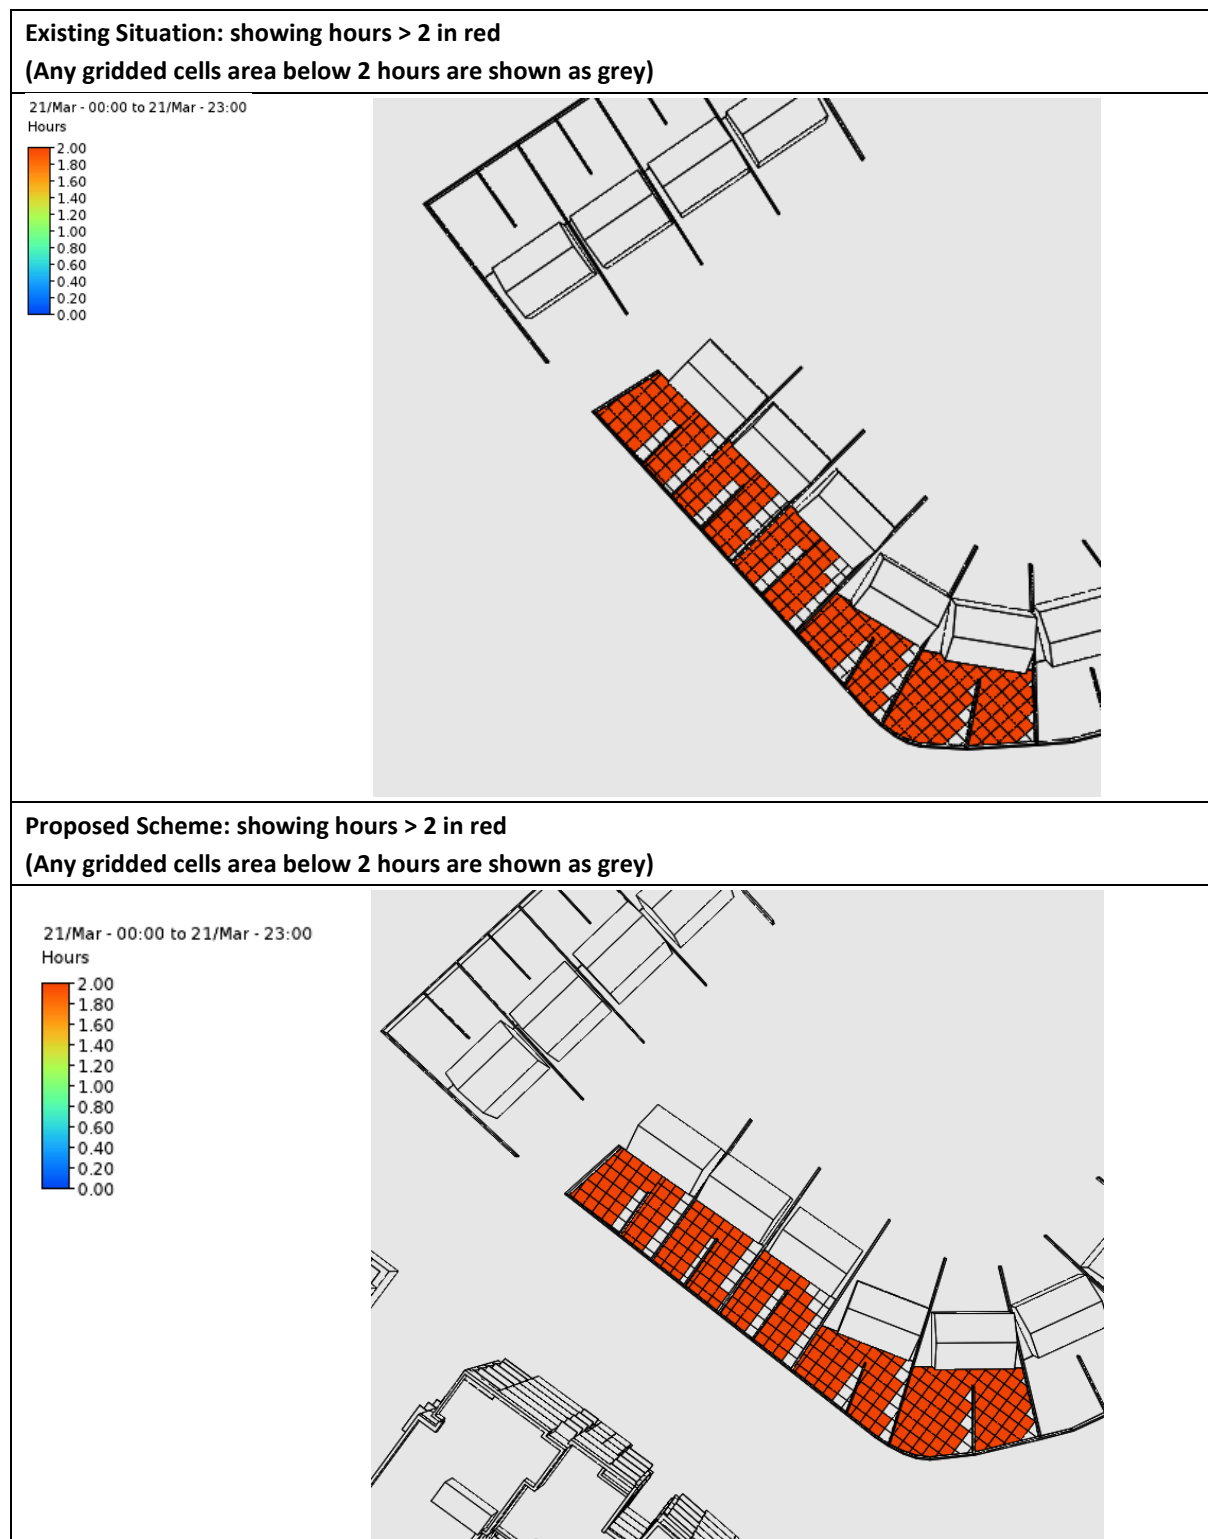 Existing Situation: showing hours > 2 in red
(Any gridded cells area below 2 hours are shown as grey)
21/Mar - 00:00 to 21/Mar - 23:00
Hours
2.00
1.80
1.60
1.40
1.20
1.00
0.80
0.60
0.40
0.20
0.00
Proposed Scheme: showing hours > 2 in red
(Any gridded cells area below 2 hours are shown as grey)
21/Mar - 00:00 to 21/Mar - 23:00
Hours
2.00
1.80
1.60
1.40
1.20
1.00
0.80
0.60
0.40
0.20
0.00